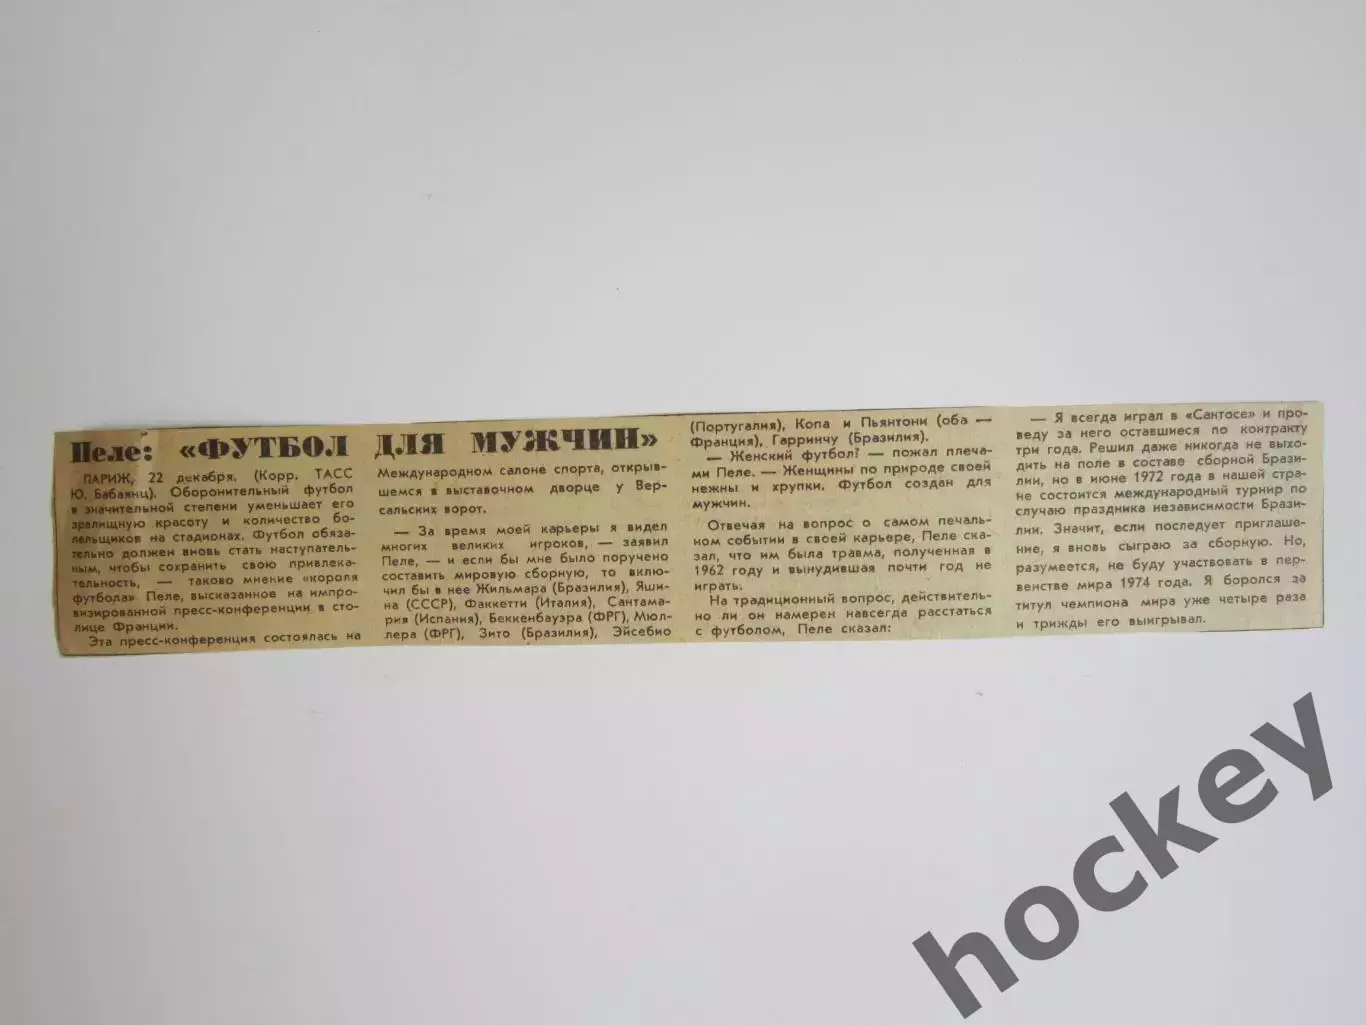 Пеле: «ФУТБОЛ ДЛЯ МУЖЧИН»
ПАРИЖ, 22 декабря. (Корр. ТАСС
Ю. Бабаянц). Оборонительный футбол
в значительной степени уменьшает его
зрелищную красоту и количество бо-
лельщиков на стадионах. Футбол обяза-
тельно должен вновь стать наступатель-
ным, чтобы сохранить свою привлека-
тельность, — таково мнение «короля
футбола» Пеле, высказанное на импро-
визированной пресс-конференции в сто-
лице Франции.
Эта пресс-конференция состоялась на
Международном салоне спорта, открыв-
шемся в выставочном дворце у Вер-
сальских ворот.
— За время моей карьеры я видел
многих великих игроков, — заявил
Пеле, — и если бы мне было поручено
составить мировую сборную, то вклю-
чил бы в нее Жильмара (Бразилия), Яши-
на (СССР), Факкетти (Италия), Сантама-
рия (Испания), Беккенбауэра (ФРГ), Мюл-
лера (ФРГ), Зито (Бразилия), Эйсебио
(Португалия), Копа и Пьянтони (оба —
Франция), Гарринчу (Бразилия).
— Женский футбол? — пожал плеча-
ми Пеле. — Женщины по природе своей
нежны и хрупки. Футбол создан для
мужчин.
Отвечая на вопрос о самом печаль-
ном событии в своей карьере, Пеле ска-
зал, что им была травма, полученная в
1962 году и вынудившая почти год не
играть.
На традиционный вопрос, действитель-
но ли он намерен навсегда расстаться
с футболом, Пеле сказал:
— Я всегда играл в «Сантосе» и про-
веду за него оставшиеся по контракту
три года. Решил даже никогда не выхо-
дить на поле в составе сборной Брази-
лии, но в июне 1972 года в нашей стра-
не состоится международный турнир по
случаю праздника независимости Брази-
лии. Значит, если последует приглаше-
ние, я вновь сыграю за сборную. Но,
разумеется, не буду участвовать в пер-
венстве мира 1974 года. Я боролся за
титул чемпиона мира уже четыре раза
и трижды его выигрывал.
hockey